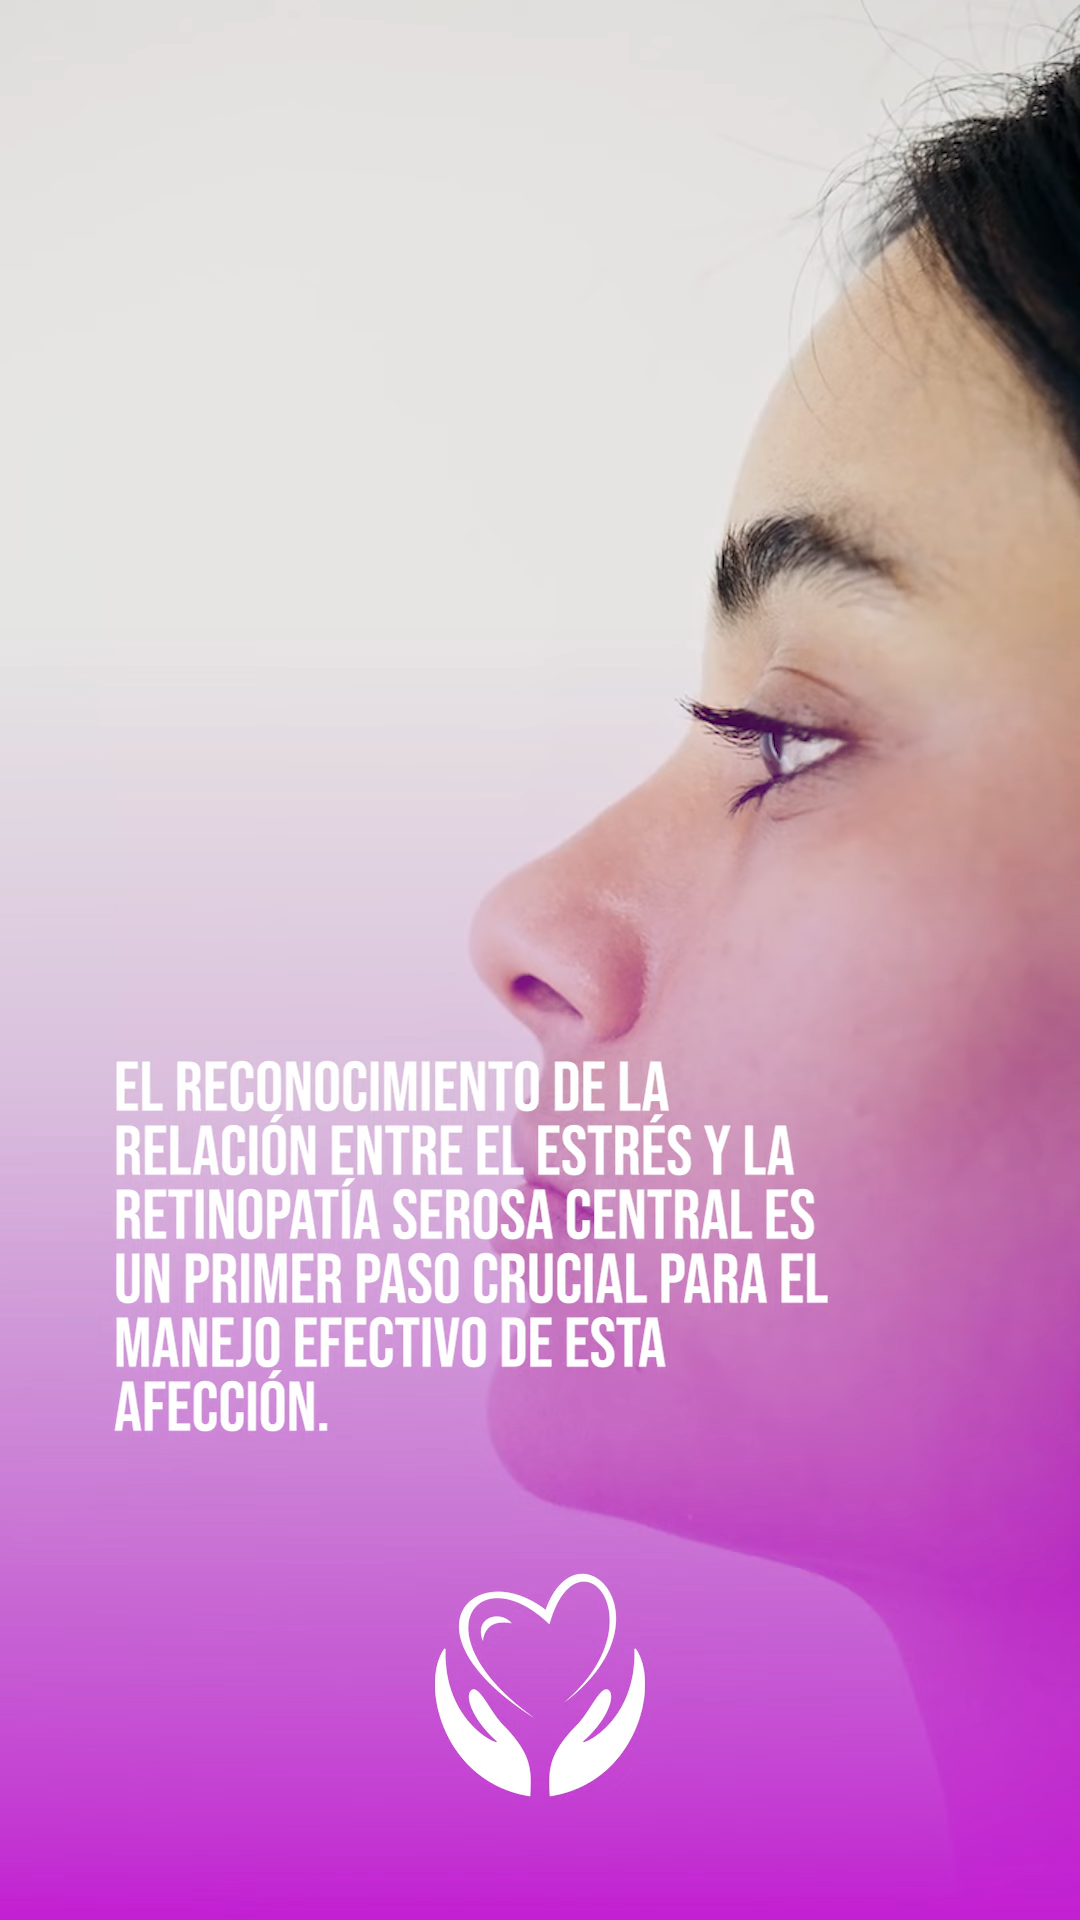 EL RECONOCIMIENTO DE LA
RELACIÓN ENTRE EL ESTRÉS Y LA
RETINOPATÍA SEROSA CENTRAL ES
UN PRIMER PASO CRUCIAL PARA EL
MANEJO EFECTIVO DE ESTA
AFECCIÓN.